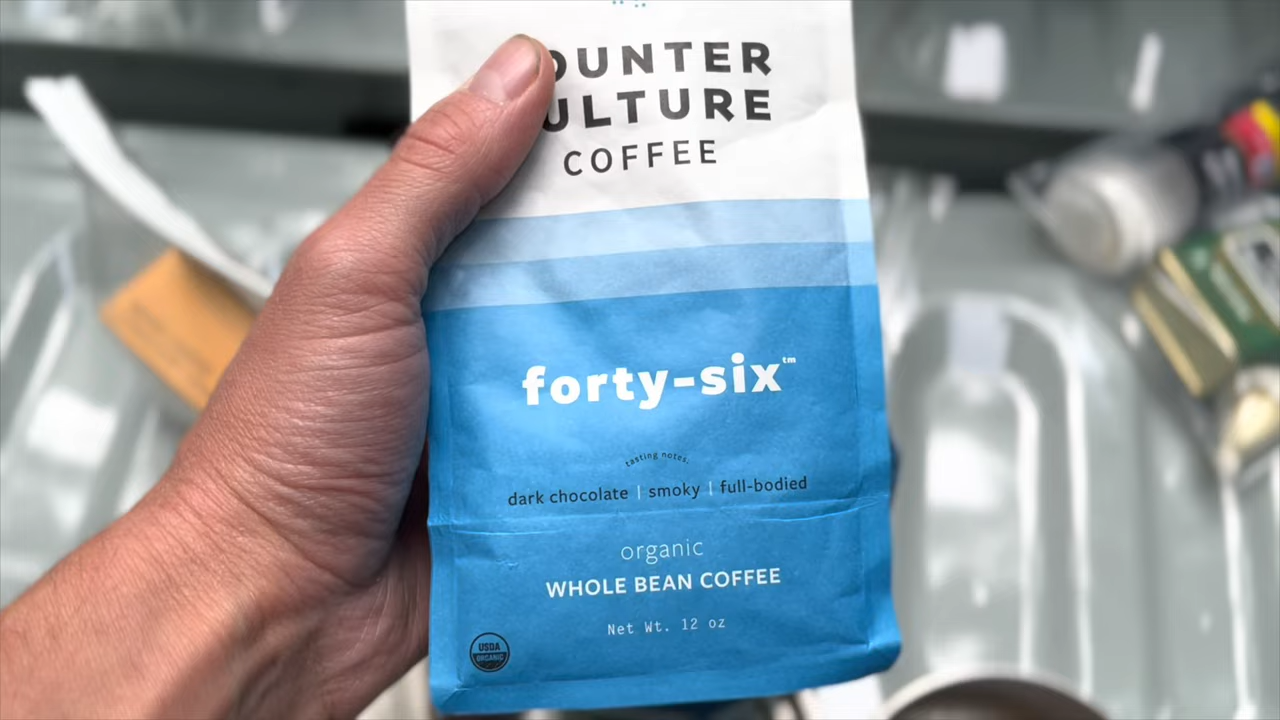 OUNTER
ULTURE
COFFEE
forty-six™
tasting notes:
dark chocolate | smoky | full-bodied
organic
WHOLE BEAN COFFEE
Net Wt. 12 oz
USDA
ORGANIC